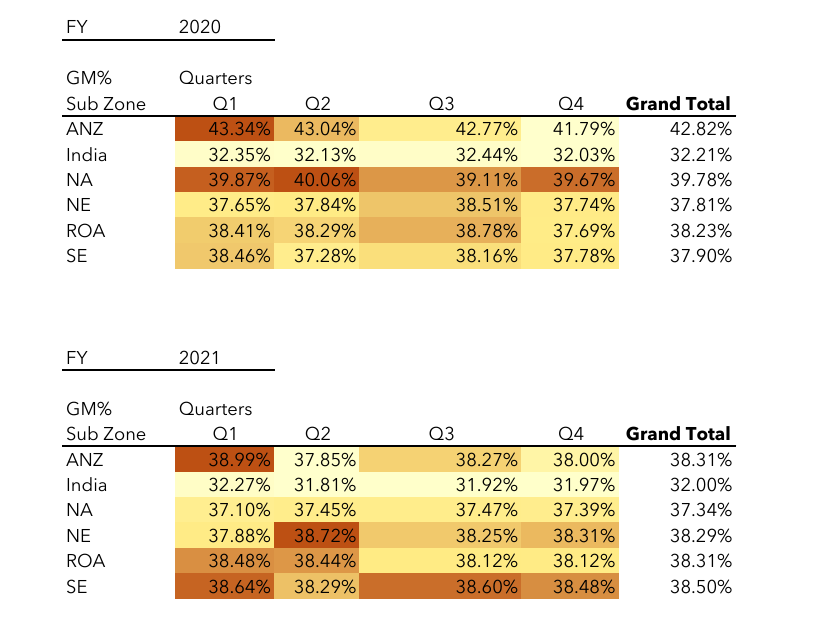 FY 2020
GM% Quarters
Sub Zone Q1 Q2 Q3 Q4 Grand Total
ANZ 43.34% 43.04% 42.77% 41.79% 42.82%
India 32.35% 32.13% 32.44% 32.03% 32.21%
NA 39.87% 40.06% 39.11% 39.67% 39.78%
NE 37.65% 37.84% 38.51% 37.74% 37.81%
ROA 38.41% 38.29% 38.78% 37.69% 38.23%
SE 38.46% 37.28% 38.16% 37.78% 37.90%
FY 2021
GM% Quarters
Sub Zone Q1 Q2 Q3 Q4 Grand Total
ANZ 38.99% 37.85% 38.27% 38.00% 38.31%
India 32.27% 31.81% 31.92% 31.97% 32.00%
NA 37.10% 37.45% 37.47% 37.39% 37.34%
NE 37.88% 38.72% 38.25% 38.31% 38.29%
ROA 38.48% 38.44% 38.12% 38.12% 38.31%
SE 38.64% 38.29% 38.60% 38.48% 38.50%